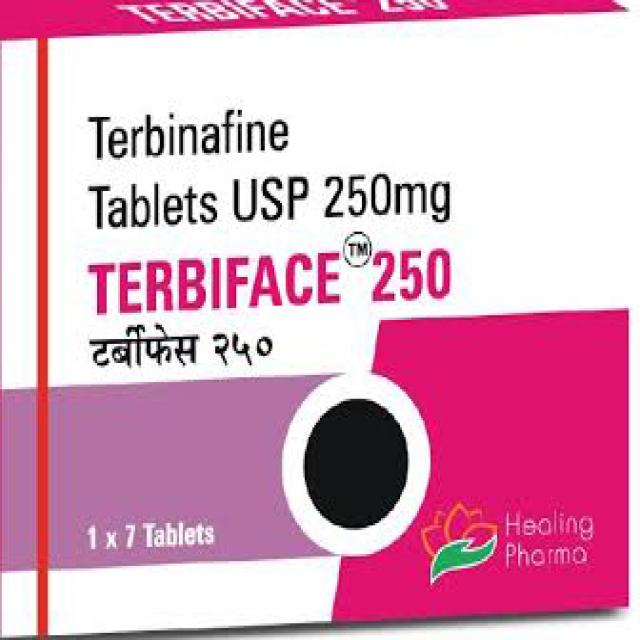 TERBIFACE 250
Terbinafine
Tablets USP 250mg
TERBIFACE™ 250
टर्बीफेस २५०
1 x 7 Tablets
Healing
Pharma